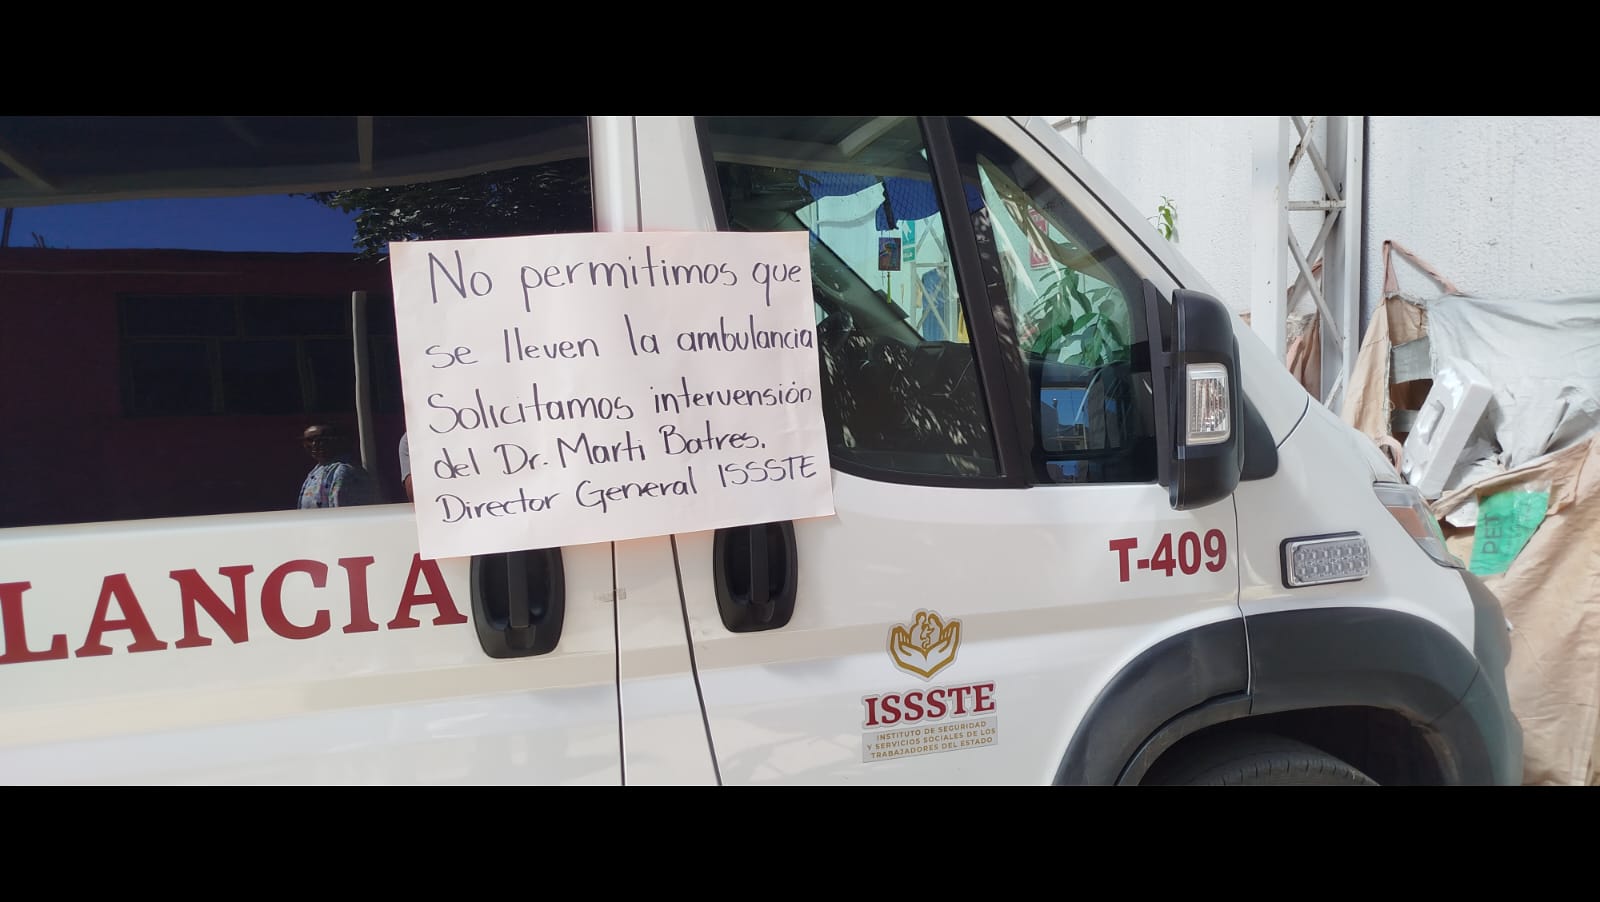 No permitimos que
se lleven la ambulancia
Solicitamos intervensión
del Dr. Marti Batres.
Director General ISSSTE
LANCIA
T-409
ISSSTE
INSTITUTO DE SEGURIDAD
Y SERVICIOS SOCIALES DE LOS
TRABAJADORES DEL ESTADO
PET